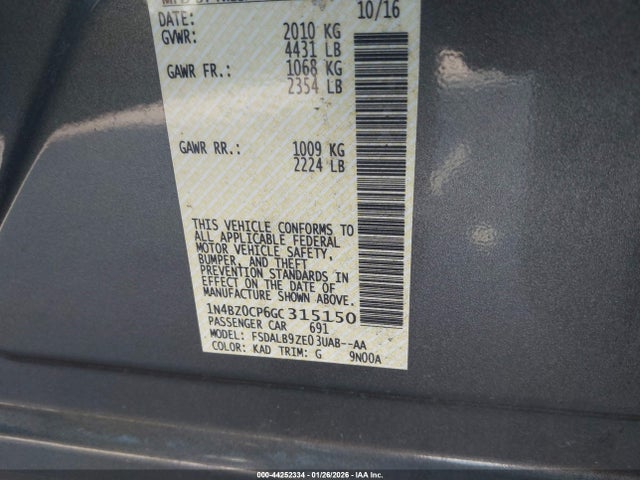 DATE: 10/16
GVWR: 2010 KG
4431 LB
GAWR FR.: 1068 KG
2354 LB
GAWR RR.: 1009 KG
2224 LB
THIS VEHICLE CONFORMS TO
ALL APPLICABLE FEDERAL
MOTOR VEHICLE SAFETY,
BUMPER, AND THEFT
PREVENTION STANDARDS IN
EFFECT ON THE DATE OF
MANUFACTURE SHOWN ABOVE.
1N4BZ0CP6GC315150
PASSENGER CAR 691
MODEL: FSDALB9ZE03UAB--AA
COLOR: KAD TRIM: G 9N00A
000-44252334 - 01/26/2026 - IAA Inc.